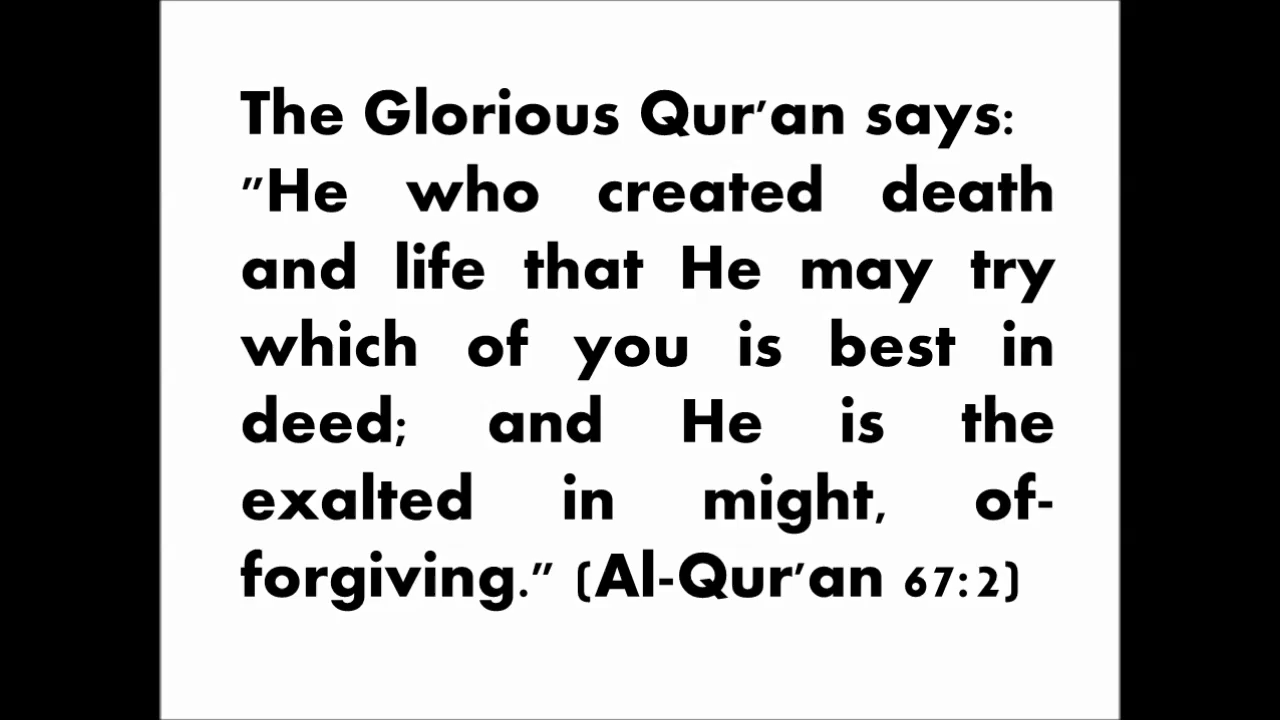 The Glorious Qur'an says:
"He who created death
and life that He may try
which of you is best in
deed; and He is the
exalted in might, of-
forgiving." (Al-Qur'an 67:2)